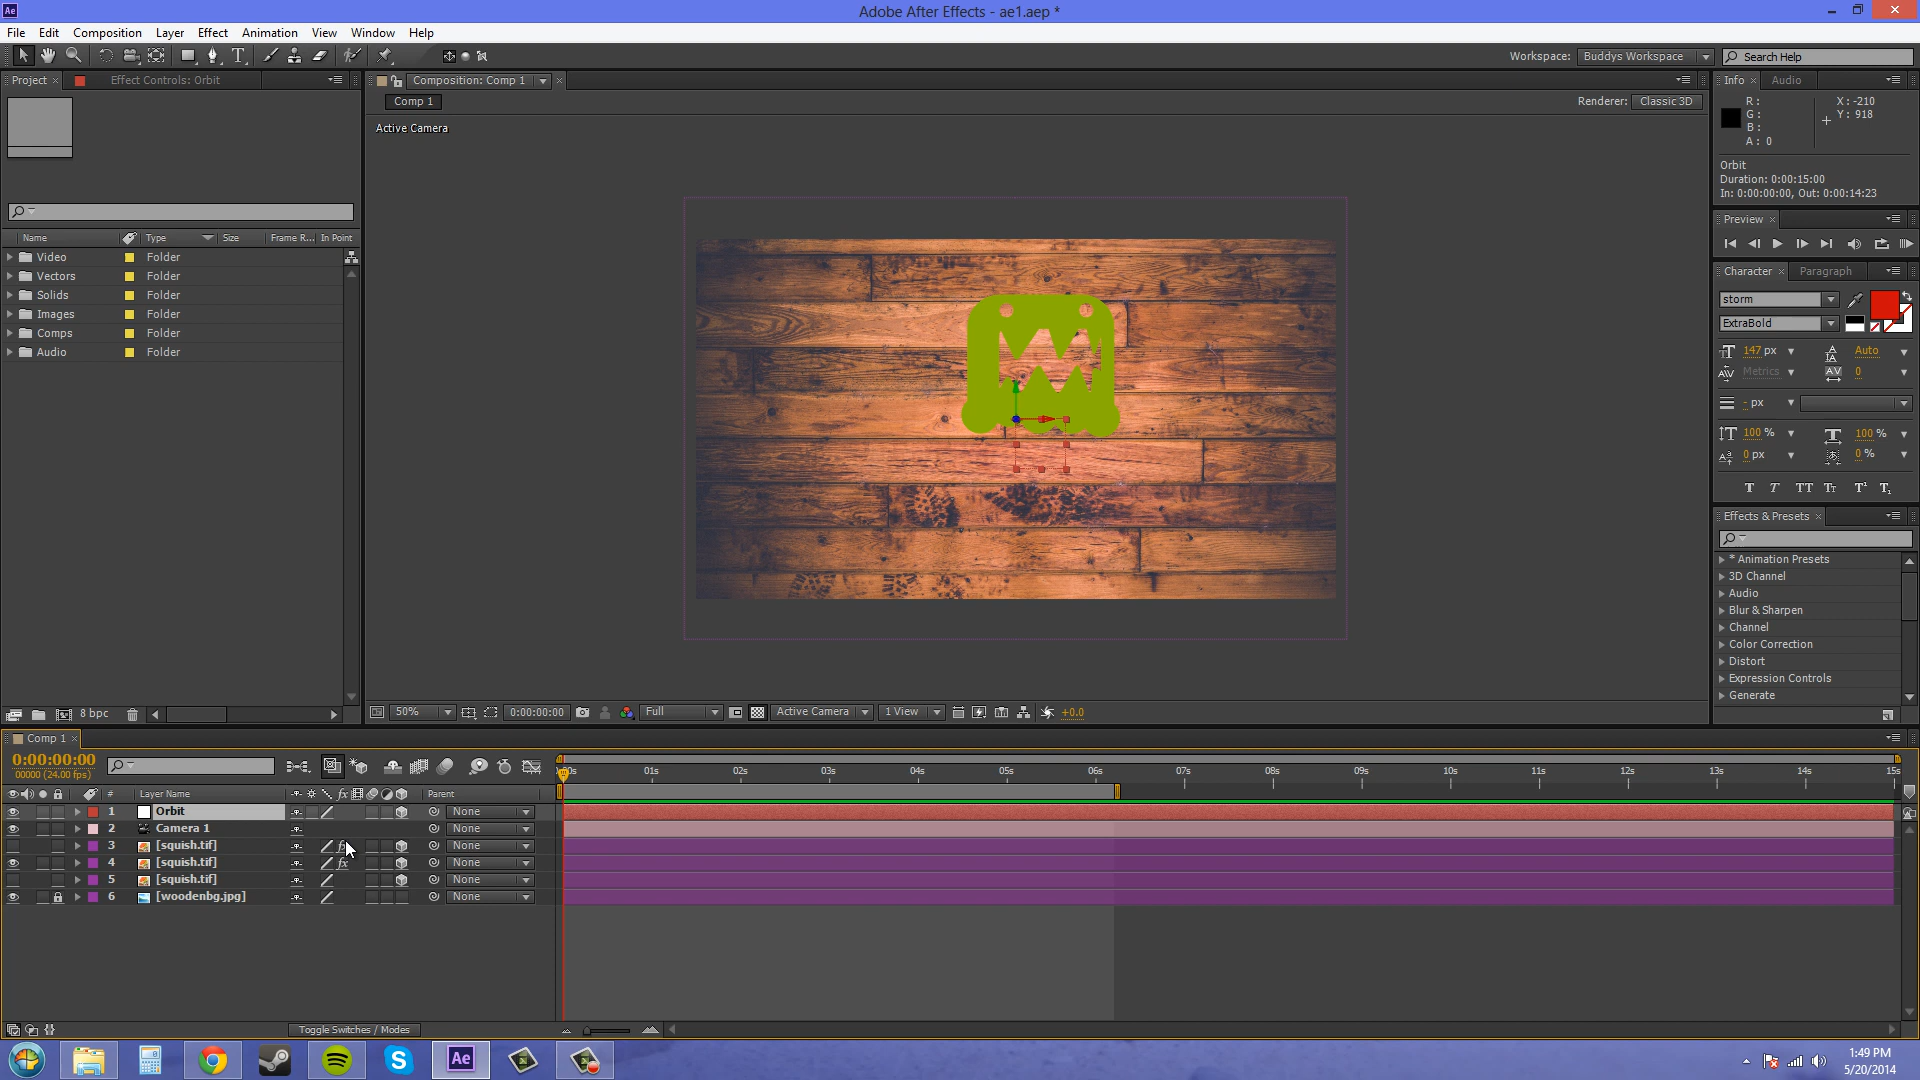 Ae
Adobe After Effects - ae1.aep *
File Edit Composition Layer Effect Animation View Window Help
Workspace: Buddys Workspace Search Help
Project Effect Controls: Orbit
Composition: Comp 1
Comp 1
Renderer: Classic 3D
Active Camera
Name Type Size Frame R... In Point
Video Folder
Vectors Folder
Solids Folder
Images Folder
Comps Folder
Audio Folder
8 bpc
50% 0:00:00:00 Full Active Camera 1 View +0.0
Info Audio
R:
G:
B:
A: 0
X: -210
Y: 918
Orbit
Duration: 0:00:15:00
In: 0:00:00:00, Out: 0:00:14:23
Preview
Character Paragraph
storm
ExtraBold
147 px Auto
Metrics 0
- px
100 % 100 %
0 px 0 %
T T TT Tt T¹ T₁
Effects & Presets
* Animation Presets
3D Channel
Audio
Blur & Sharpen
Channel
Color Correction
Distort
Expression Controls
Generate
Comp 1
0:00:00:00
00000 (24.00 fps)
01s 02s 03s 04s 05s 06s 07s 08s 09s 10s 11s 12s 13s 14s 15s
# Layer Name fx Parent
1 Orbit None
2 Camera 1 None
3 [squish.tif] None
4 [squish.tif] fx None
5 [squish.tif] None
6 [woodenbg.jpg] None
Toggle Switches / Modes
Ae
1:49 PM
5/20/2014